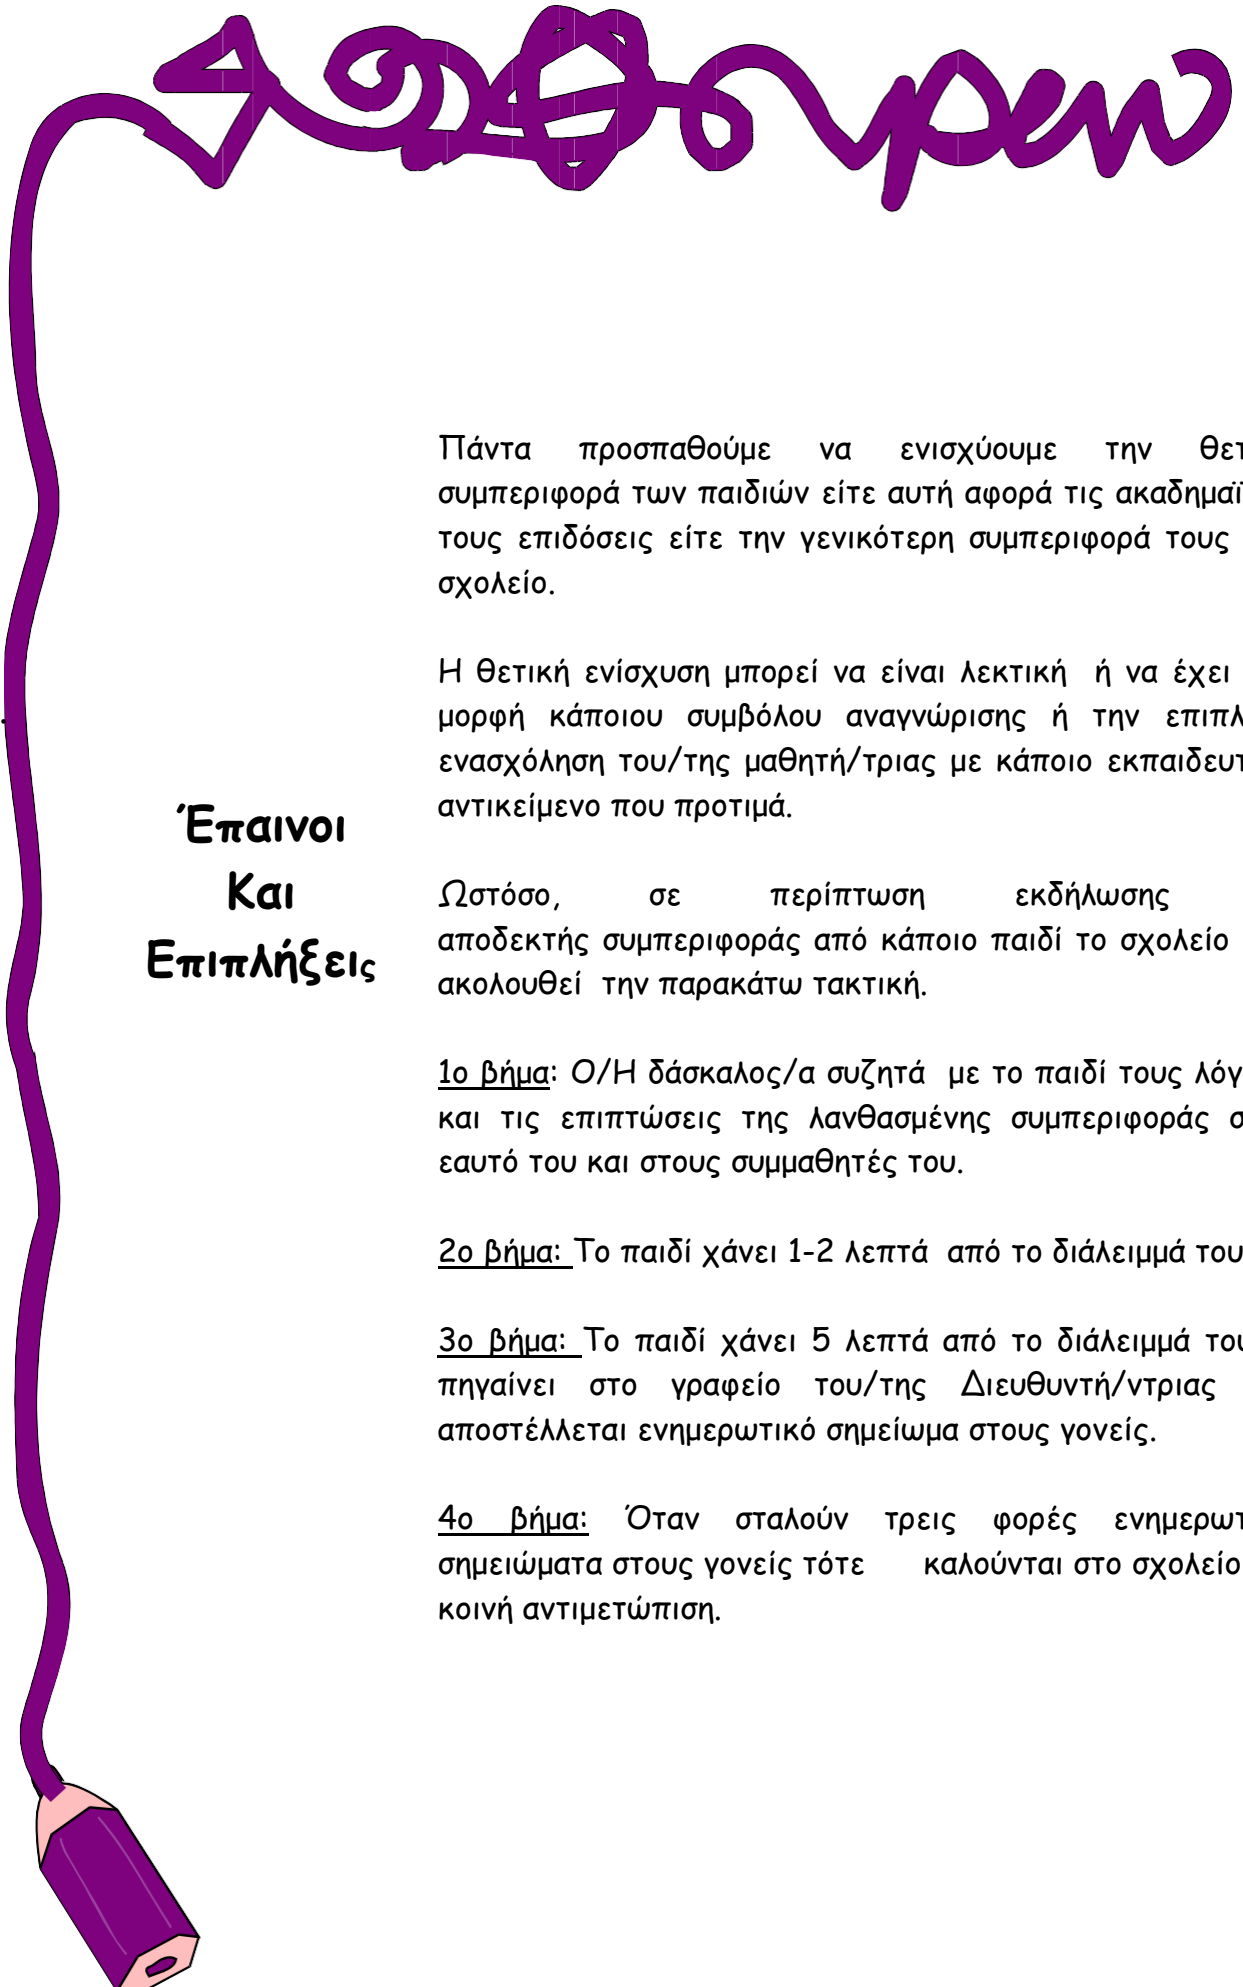 Πάντα προσπαθούμε να ενισχύουμε την
συμπεριφορά των παιδιών είτε αυτή αφορά τις
τους επιδόσεις είτε την γενικότερη συμπεριφορά τους
σχολείο.
Η θετική ενίσχυση μπορεί να είναι λεκτική ή να έχει
μορφή κάποιου συμβόλου αναγνώρισης ή την
ενασχόληση του/της μαθητή/τριας με κάποιο
αντικείμενο που προτιμά.
Έπαινοι
Και
Επιπλήξεις
Ωστόσο, σε περίπτωση εκδήλωσης
αποδεκτής συμπεριφοράς από κάποιο παιδί το σχολείο
ακολουθεί την παρακάτω τακτική.
1ο βήμα: Ο/Η δάσκαλος/α συζητά με το παιδί τους
και τις επιπτώσεις της λανθασμένης συμπεριφοράς
εαυτό του και στους συμμαθητές του.
2ο βήμα: Το παιδί χάνει 1-2 λεπτά από το διάλειμμά του
3ο βήμα: Το παιδί χάνει 5 λεπτά από το διάλειμμά του
πηγαίνει στο γραφείο του/της Διευθυντή/ντριας
αποστέλλεται ενημερωτικό σημείωμα στους γονείς.
4ο βήμα: Όταν σταλούν τρεις φορές
σημειώματα στους γονείς τότε καλούνται στο σχολείο
κοινή αντιμετώπιση.